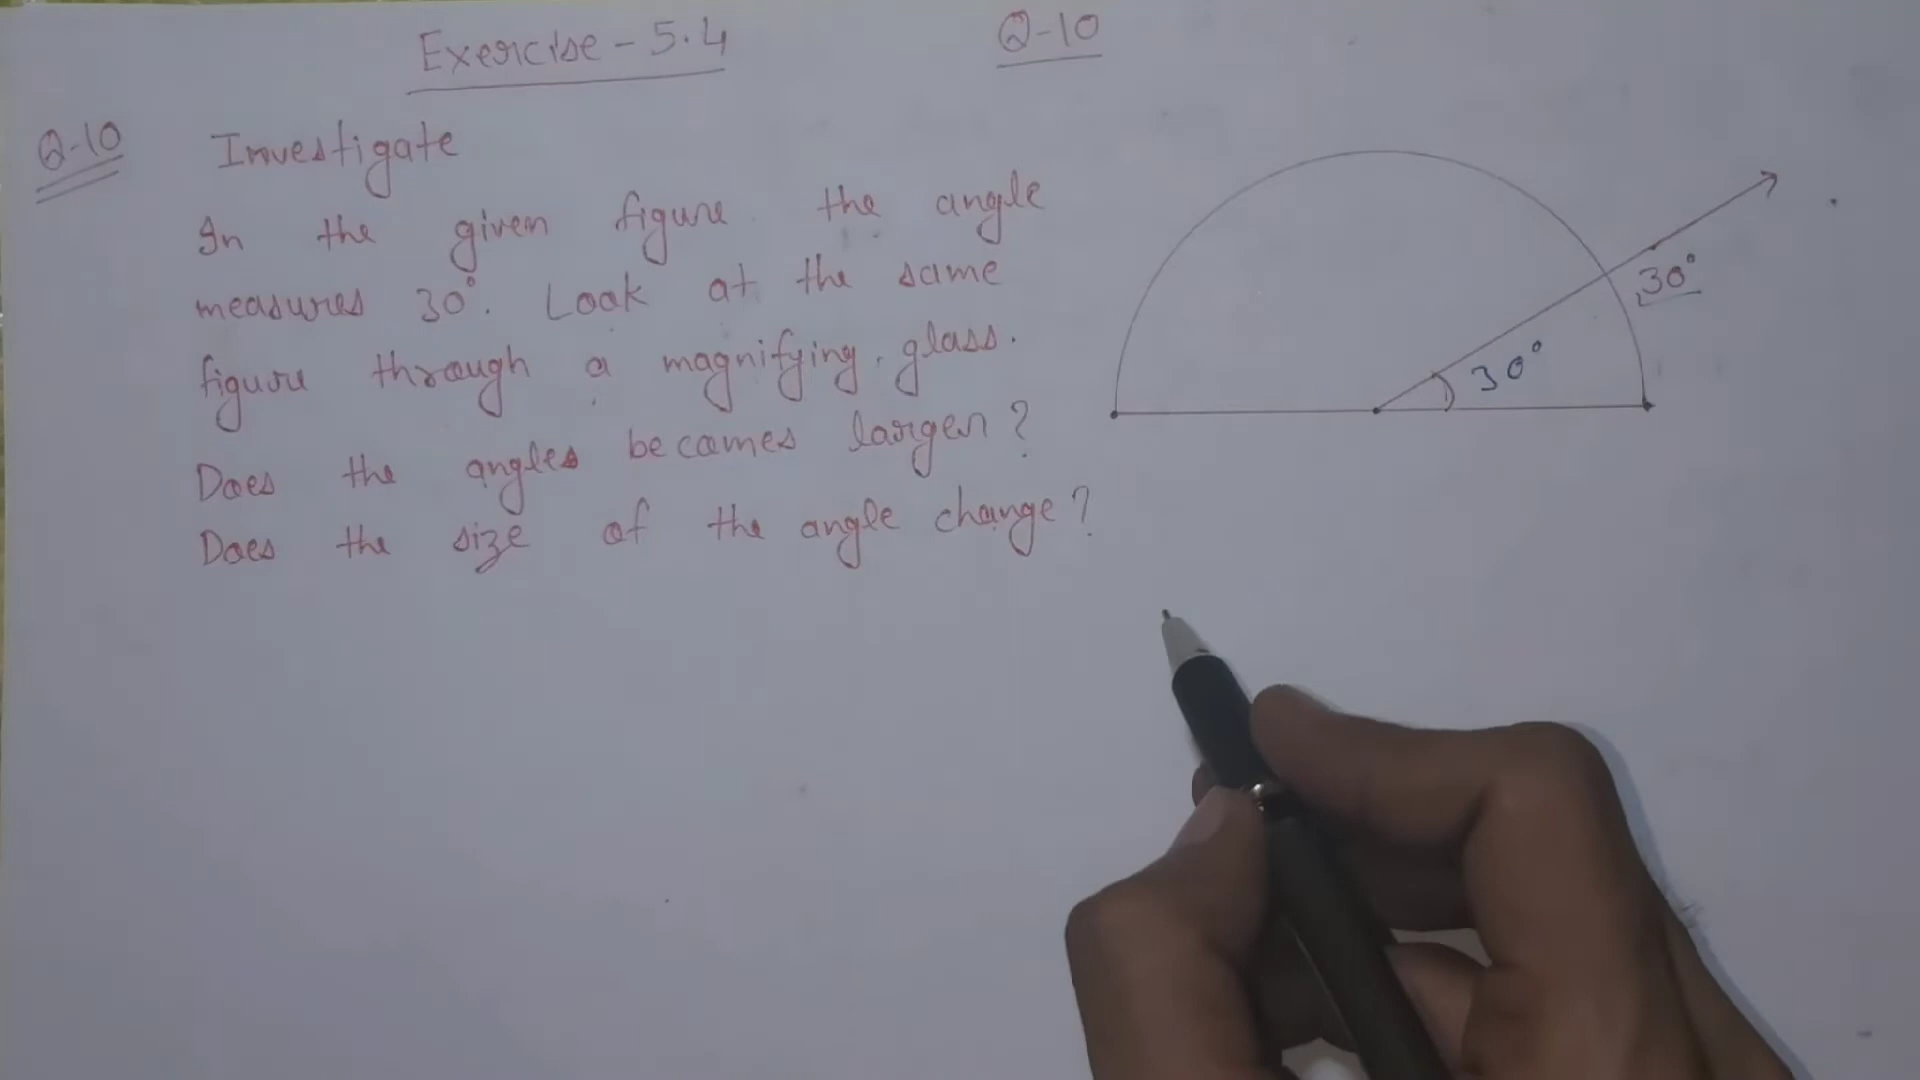 Exercise - 5.4
Q-10
Q-10 Investigate
In the given figure the angle
measures 30°. Look at the same
figure through a magnifying glass.
Does the angles becomes larger?
Does the size of the angle change?
30°
30°